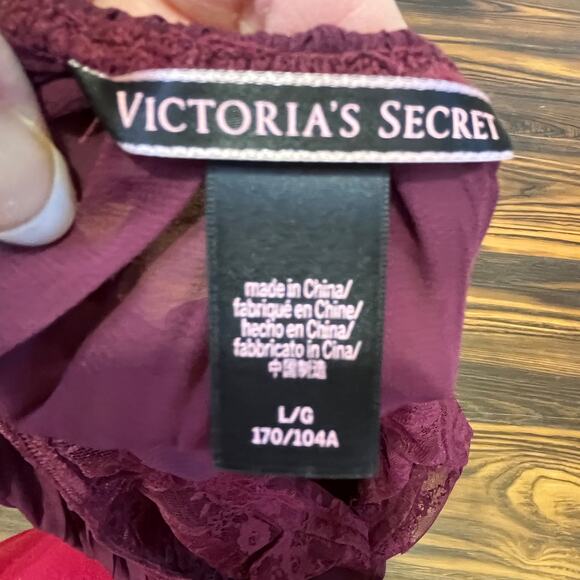 VICTORIA'S SECRET
made in China/
fabriqué en Chine/
hecho en China/
fabbricato in Cina/
中国制造
L/G
170/104A